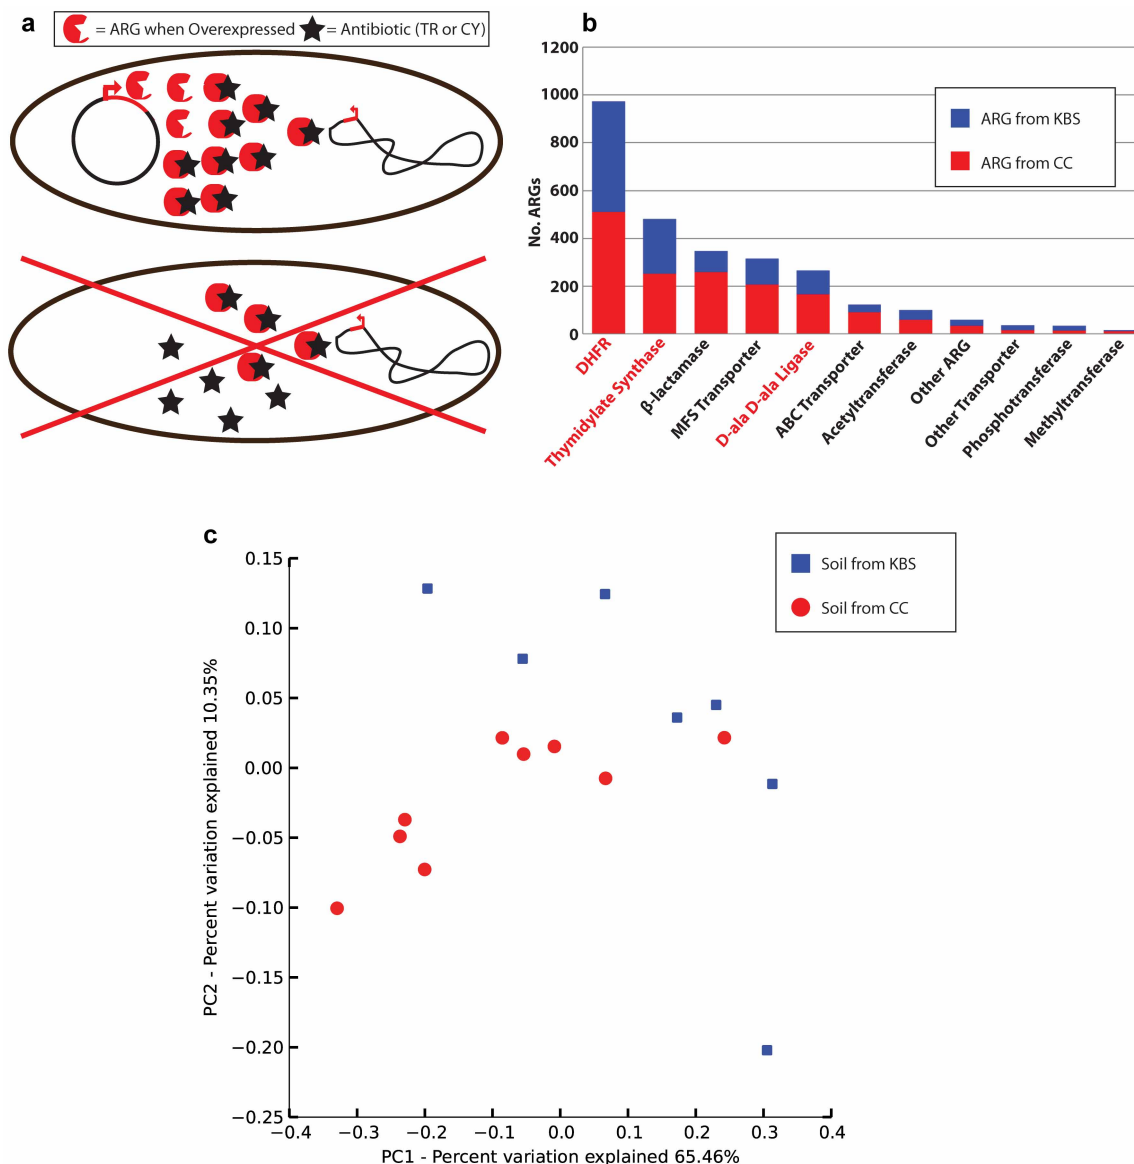 a
= ARG when Overexpressed ★ = Antibiotic (TR or CY)
b
No. ARGs
1200
1000
800
600
400
200
0
ARG from KBS
ARG from CC
DHFR
Thymidylate Synthase
β-lactamase
MFS Transporter
D-ala D-ala Ligase
ABC Transporter
Acetyltransferase
Other ARG
Other Transporter
Phosphotransferase
Methyltransferase
c
Soil from KBS
Soil from CC
PC2 - Percent variation explained 10.35%
0.15
0.10
0.05
0.00
−0.05
−0.10
−0.15
−0.20
−0.25
−0.4 −0.3 −0.2 −0.1 0.0 0.1 0.2 0.3 0.4
PC1 - Percent variation explained 65.46%